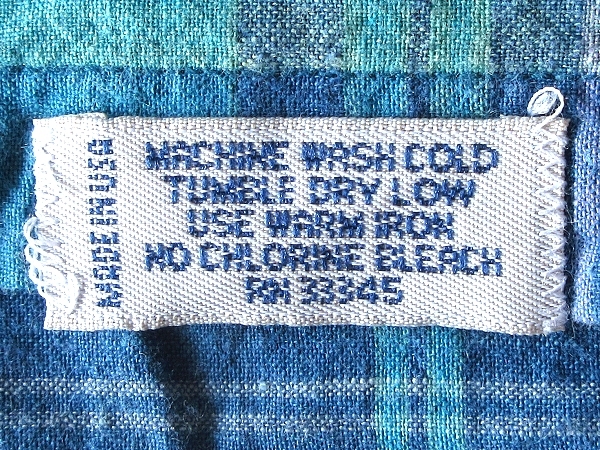 MADE IN USA
MACHINE WASH COLD
TUMBLE DRY LOW
USE WARM IRON
NO CHLORINE BLEACH
RN 33345